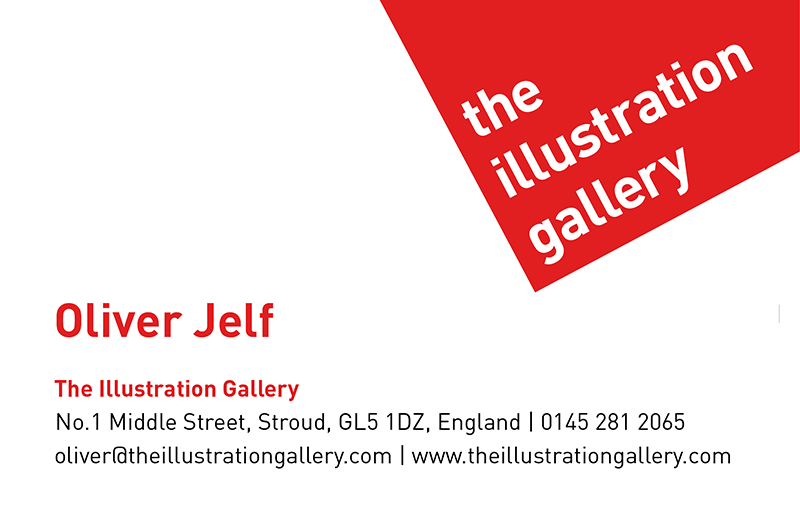 the
illustration
gallery
Oliver Jelf
The Illustration Gallery
No.1 Middle Street, Stroud, GL5 1DZ, England | 0145 281 2065
oliver@theillustrationgallery.com | www.theillustrationgallery.com